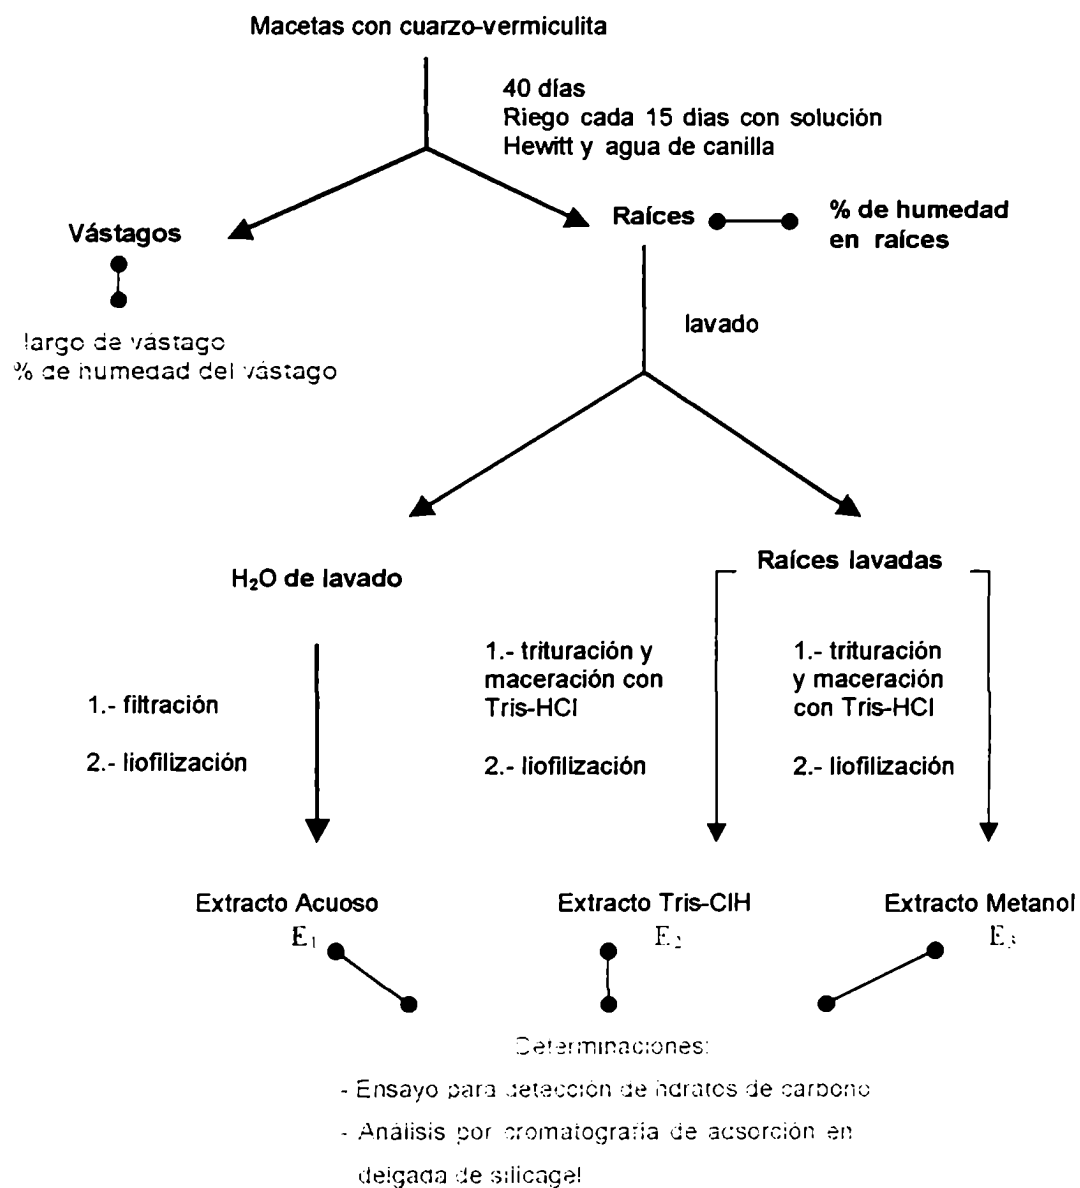 Macetas con cuarzo-vermiculita
40 días
Riego cada 15 dias con solución
Hewitt y agua de canilla
Vástagos
Raíces
% de humedad
en raíces
largo de vástago
% de humedad del vástago
lavado
H₂O de lavado
Raíces lavadas
1.- filtración
2.- liofilización
1.- trituración y
maceración con
Tris-HCl
2.- liofilización
1.- trituración
y maceración
con Tris-HCl
2.- liofilización
Extracto Acuoso
E₁
Extracto Tris-ClH
E₂
Extracto Metanol
E₃
Determinaciones:
- Ensayo para detección de hdratos de carbono
- Análisis por cromatografía de adsorción en
delgada de silicagel